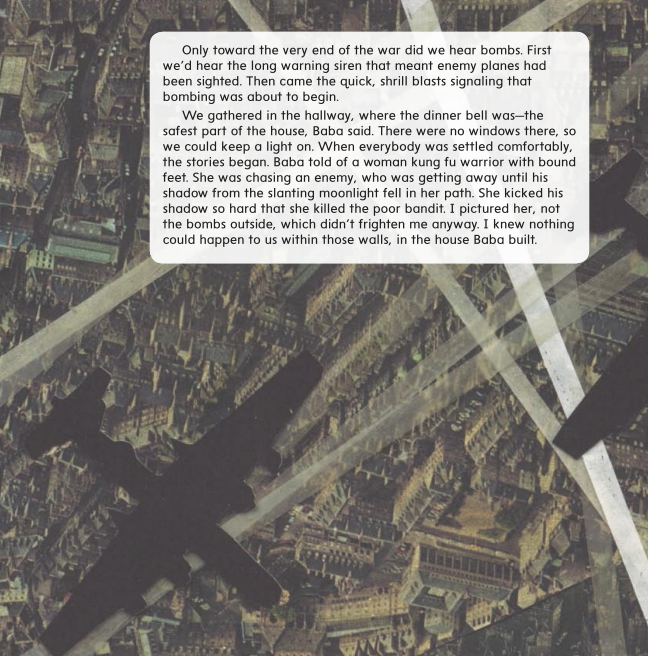 Only toward the very end of the war did we hear bombs. First
we’d hear the long warning siren that meant enemy planes had
been sighted. Then came the quick, shrill blasts signaling that
bombing was about to begin.
We gathered in the hallway, where the dinner bell was—the
safest part of the house, Baba said. There were no windows there, so
we could keep a light on. When everybody was settled comfortably,
the stories began. Baba told of a woman kung fu warrior with bound
feet. She was chasing an enemy, who was getting away until his
shadow from the slanting moonlight fell in her path. She kicked his
shadow so hard that she killed the poor bandit. I pictured her, not
the bombs outside, which didn’t frighten me anyway. I knew nothing
could happen to us within those walls, in the house Baba built.